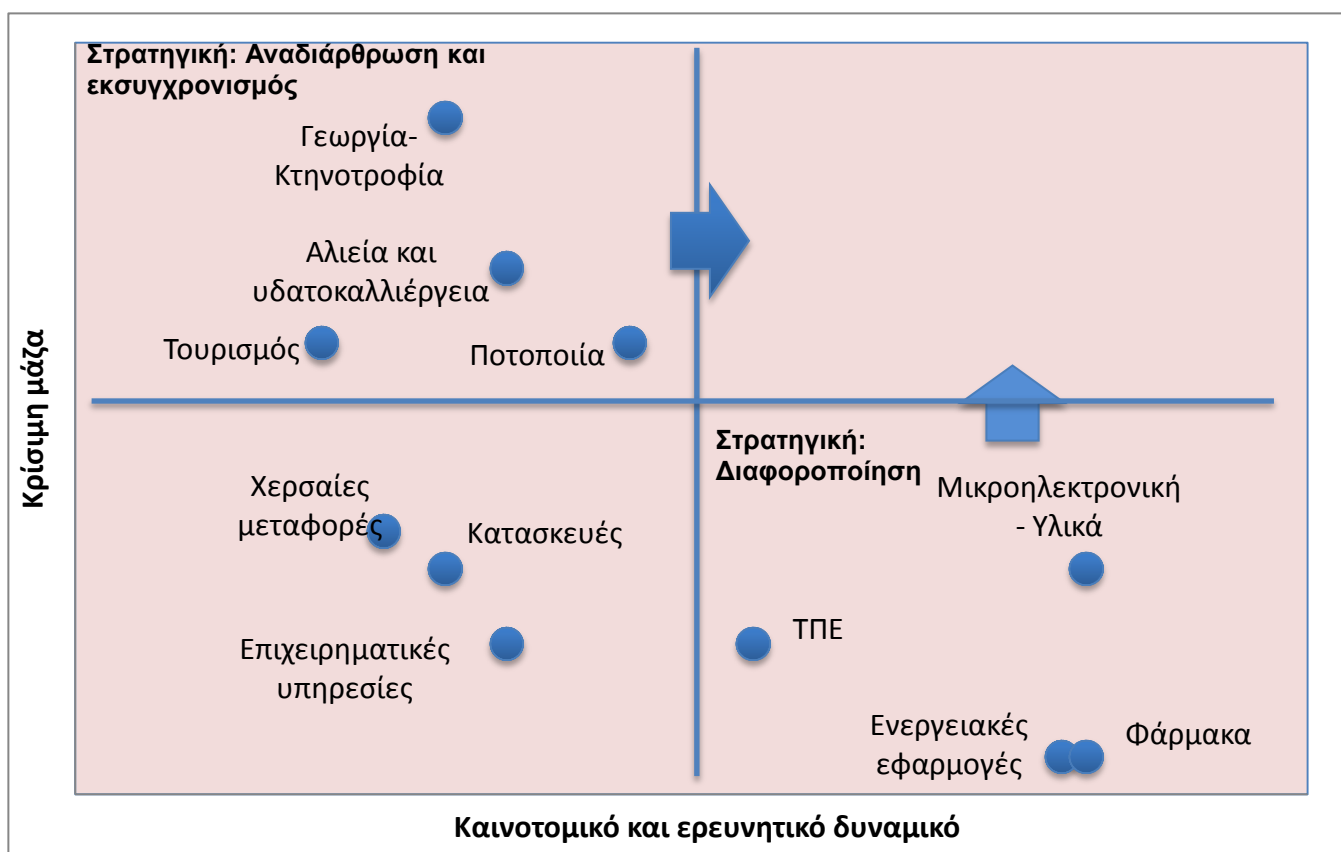 Στρατηγική: Αναδιάρθρωση και
εκσυγχρονισμός
Γεωργία-
Κτηνοτροφία
Αλιεία και
υδατοκαλλιέργεια
Τουρισμός
Ποτοποιία
Κρίσιμη μάζα
Στρατηγική:
Διαφοροποίηση
Μικροηλεκτρονική
- Υλικά
Χερσαίες
μεταφορές
Κατασκευές
Επιχειρηματικές
υπηρεσίες
ΤΠΕ
Ενεργειακές
εφαρμογές
Φάρμακα
Καινοτομικό και ερευνητικό δυναμικό